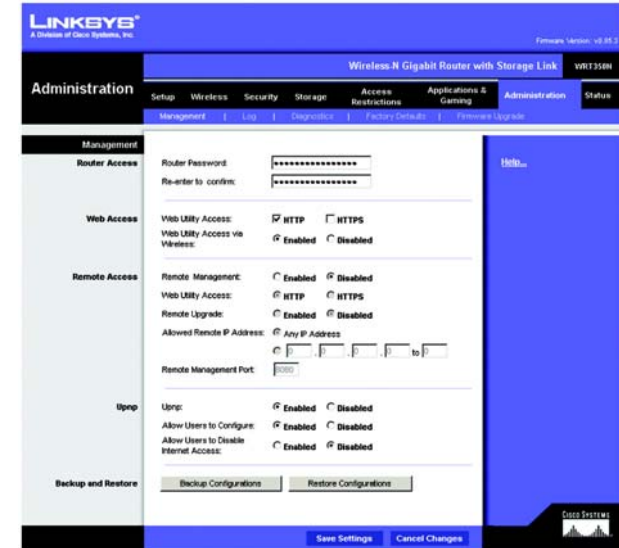 LINKSYS®
A Division of Cisco Systems, Inc.
Firmware Version: v0.05.3
Wireless-N Gigabit Router with Storage Link WRT350N
Administration
Setup Wireless Security Storage Access Restrictions Applications & Gaming Administration Status
Management | Log | Diagnostics | Factory Defaults | Firmware Upgrade
Management
Router Access
Router Password:
Re-enter to confirm:
Web Access
Web Utility Access: HTTP HTTPS
Web Utility Access via Wireless: Enabled Disabled
Remote Access
Remote Management: Enabled Disabled
Web Utility Access: HTTP HTTPS
Remote Upgrade: Enabled Disabled
Allowed Remote IP Address: Any IP Address
0 . 0 . 0 . 0 to 0
Remote Management Port: 8080
Upnp
Upnp: Enabled Disabled
Allow Users to Configure: Enabled Disabled
Allow Users to Disable Internet Access: Enabled Disabled
Backup and Restore
Backup Configurations Restore Configurations
Help...
Save Settings Cancel Changes
CISCO SYSTEMS